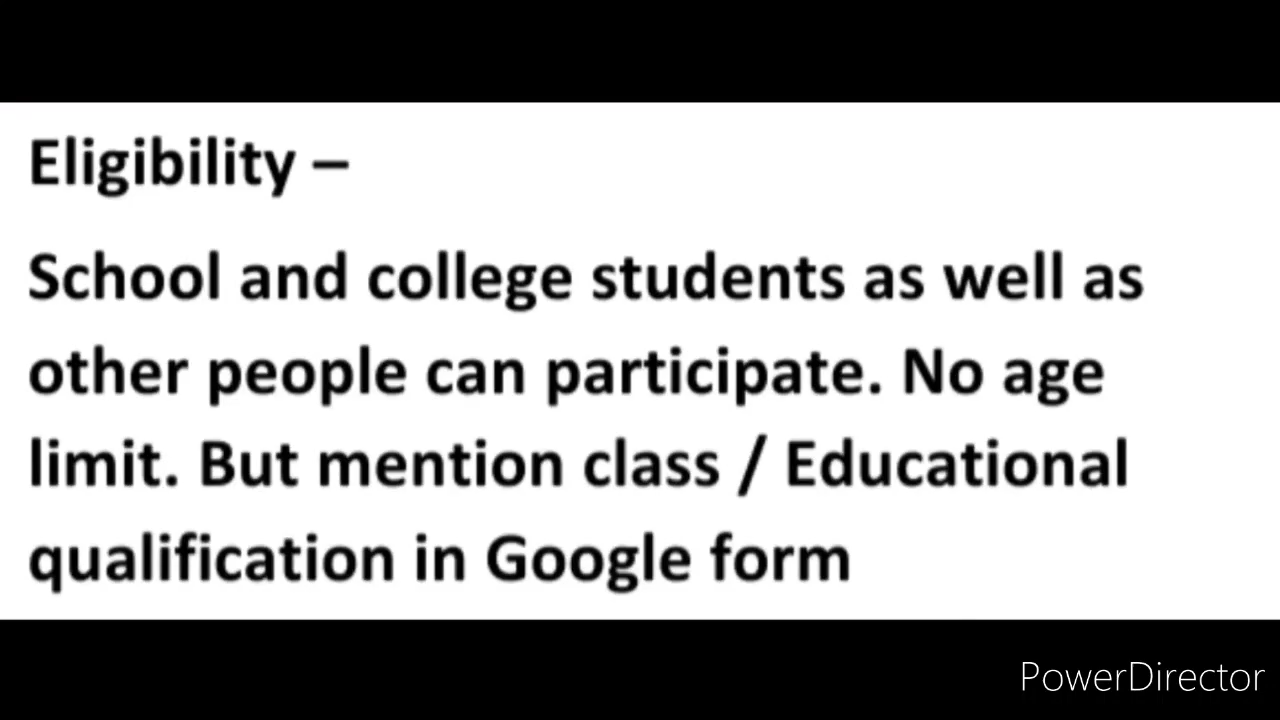 Eligibility –
School and college students as well as
other people can participate. No age
limit. But mention class / Educational
qualification in Google form
PowerDirector